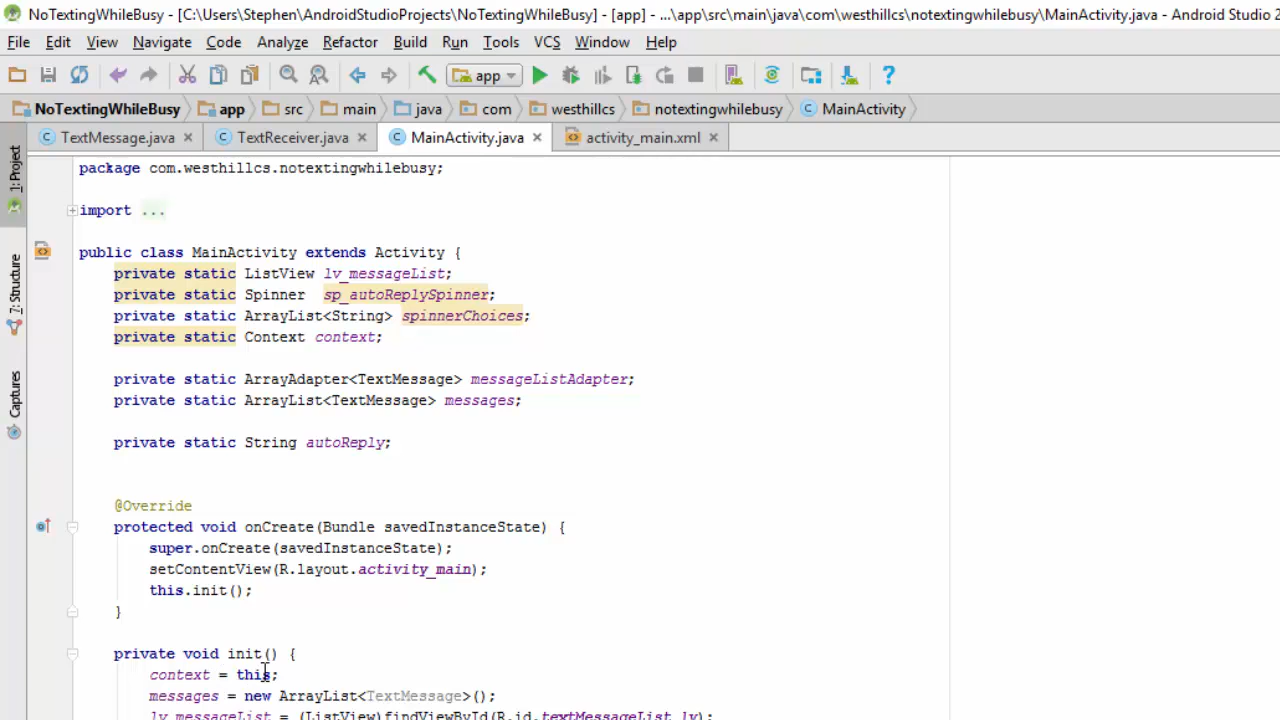 NoTextingWhileBusy - [C:\Users\Stephen\AndroidStudioProjects\NoTextingWhileBusy] - [app] - ...\app\src\main\java\com\westhillcs\notextingwhilebusy\MainActivity.java - Android Studio 2
File Edit View Navigate Code Analyze Refactor Build Run Tools VCS Window Help
app
NoTextingWhileBusy app src main java com westhillcs notextingwhilebusy MainActivity
TextMessage.java TextReceiver.java MainActivity.java activity_main.xml
1: Project
7: Structure
Captures
package com.westhillcs.notextingwhilebusy;
import ...
public class MainActivity extends Activity {
private static ListView lv_messageList;
private static Spinner sp_autoReplySpinner;
private static ArrayList<String> spinnerChoices;
private static Context context;
private static ArrayAdapter<TextMessage> messageListAdapter;
private static ArrayList<TextMessage> messages;
private static String autoReply;
@Override
protected void onCreate(Bundle savedInstanceState) {
super.onCreate(savedInstanceState);
setContentView(R.layout.activity_main);
this.init();
}
private void init() {
context = this;
messages = new ArrayList<TextMessage>();
lv_messageList = (ListView)findViewById(R.id.textMessageList_lv);